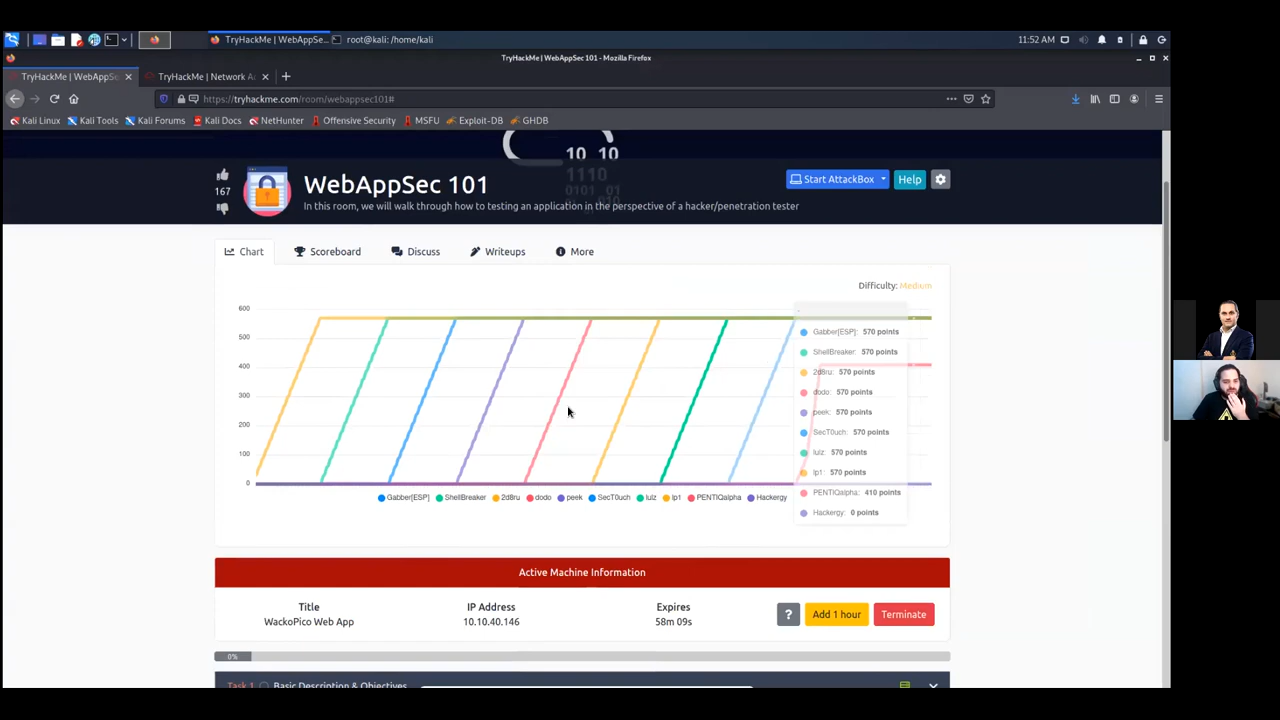 TryHackMe | WebAppSe... root@kali: /home/kali 11:52 AM
TryHackMe | WebAppSec 101 - Mozilla Firefox
TryHackMe | WebAppSe TryHackMe | Network A
https://tryhackme.com/room/webappsec101#
Kali Linux Kali Tools Kali Forums Kali Docs NetHunter Offensive Security MSFU Exploit-DB GHDB
10 10
1110
0101 01
167
WebAppSec 101
Start AttackBox Help
In this room, we will walk through how to testing an application in the perspective of a hacker/penetration tester
Chart Scoreboard Discuss Writeups More
Difficulty: Medium
600
500
400
300
200
100
0
Gabber[ESP]: 570 points
ShellBreaker: 570 points
2d8ru: 570 points
dodo: 570 points
peek: 570 points
SecT0uch: 570 points
lulz: 570 points
lp1: 570 points
PENTIQalpha: 410 points
Hackergy: 0 points
Gabber[ESP] ShellBreaker 2d8ru dodo peek SecT0uch lulz lp1 PENTIQalpha Hackergy
Active Machine Information
Title IP Address Expires
WackoPico Web App 10.10.40.146 58m 09s
? Add 1 hour Terminate
0%
Task 1 Basic Description & Objectives